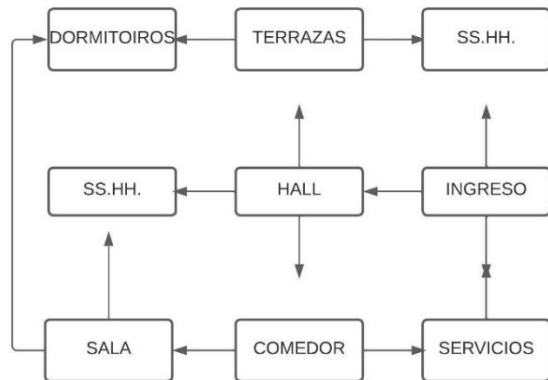 DORMITOIROS
TERRAZAS
SS.HH.
SS.HH.
HALL
INGRESO
SALA
COMEDOR
SERVICIOS